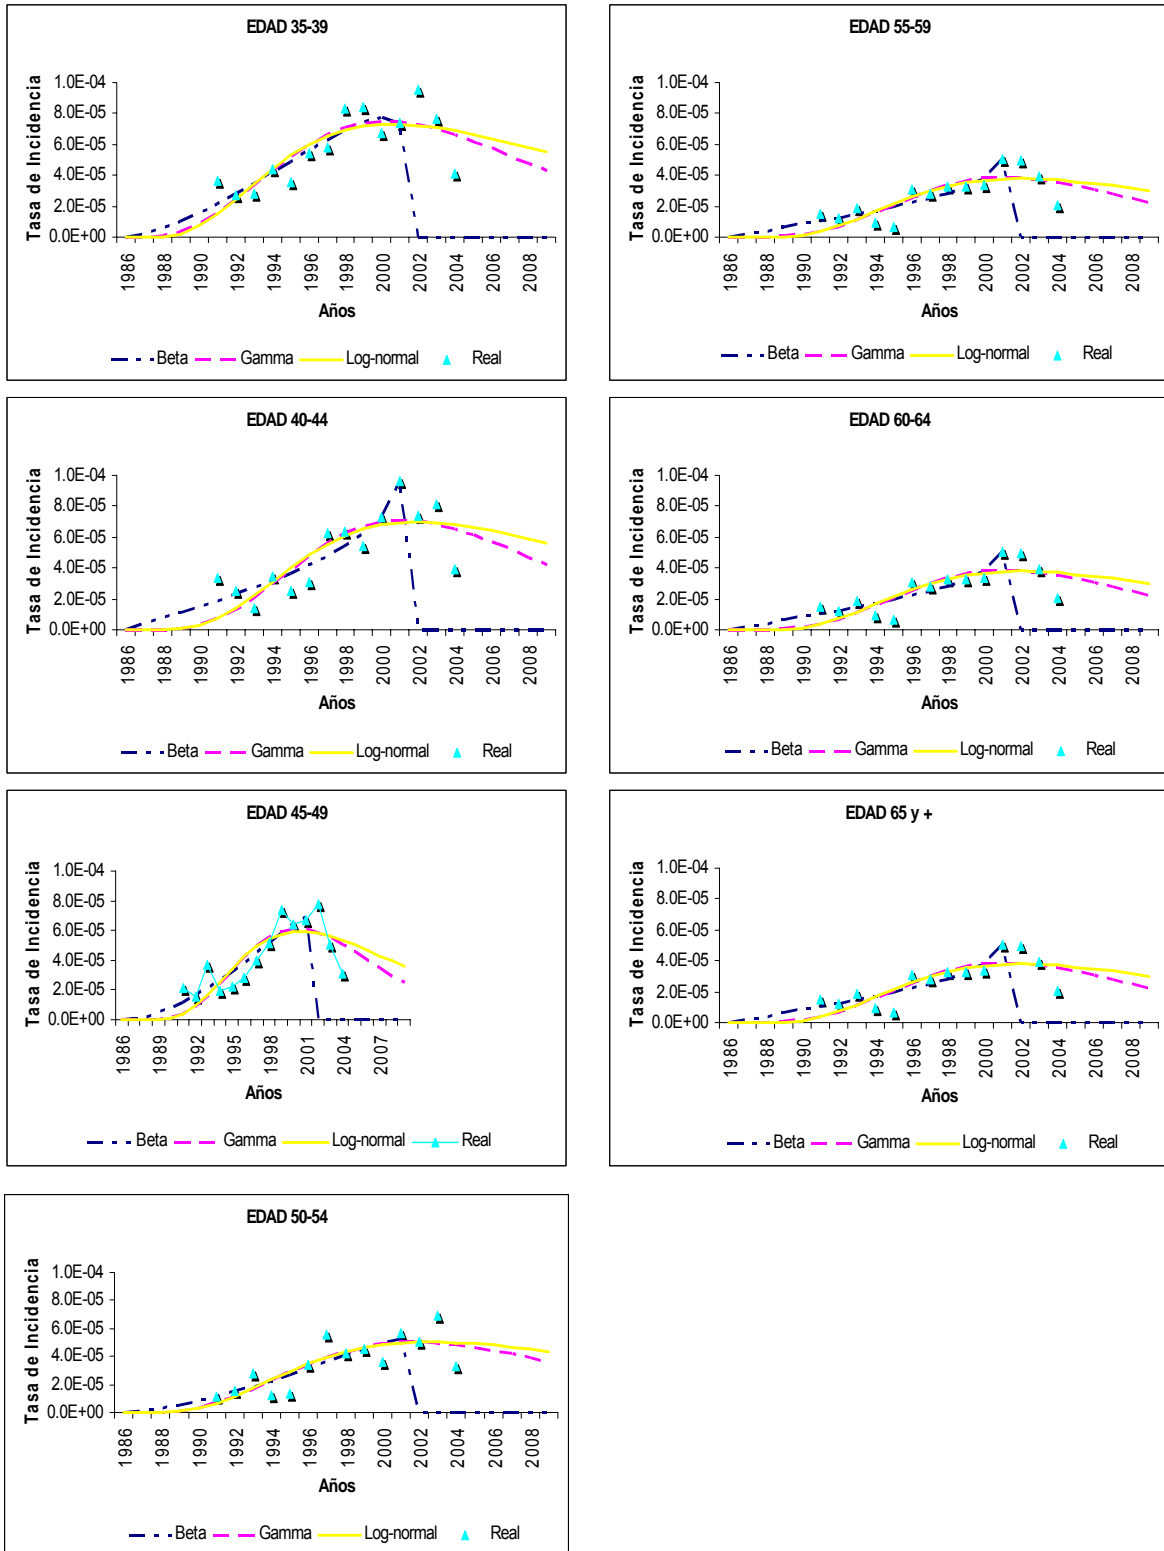 EDAD 35-39
Tasa de Incidencia
1.0E-04
8.0E-05
6.0E-05
4.0E-05
2.0E-05
0.0E+00
1986 1988 1990 1992 1994 1996 1998 2000 2002 2004 2006 2008
Años
Beta Gamma Log-normal Real
EDAD 55-59
Tasa de Incidencia
1.0E-04
8.0E-05
6.0E-05
4.0E-05
2.0E-05
0.0E+00
1986 1988 1990 1992 1994 1996 1998 2000 2002 2004 2006 2008
Años
Beta Gamma Log-normal Real
EDAD 40-44
Tasa de Incidencia
1.0E-04
8.0E-05
6.0E-05
4.0E-05
2.0E-05
0.0E+00
1986 1988 1990 1992 1994 1996 1998 2000 2002 2004 2006 2008
Años
Beta Gamma Log-normal Real
EDAD 60-64
Tasa de Incidencia
1.0E-04
8.0E-05
6.0E-05
4.0E-05
2.0E-05
0.0E+00
1986 1988 1990 1992 1994 1996 1998 2000 2002 2004 2006 2008
Años
Beta Gamma Log-normal Real
EDAD 45-49
Tasa de Incidencia
1.0E-04
8.0E-05
6.0E-05
4.0E-05
2.0E-05
0.0E+00
1986 1989 1992 1995 1998 2001 2004 2007
Años
Beta Gamma Log-normal Real
EDAD 65 y +
Tasa de Incidencia
1.0E-04
8.0E-05
6.0E-05
4.0E-05
2.0E-05
0.0E+00
1986 1988 1990 1992 1994 1996 1998 2000 2002 2004 2006 2008
Años
Beta Gamma Log-normal Real
EDAD 50-54
Tasa de Incidencia
1.0E-04
8.0E-05
6.0E-05
4.0E-05
2.0E-05
0.0E+00
1986 1988 1990 1992 1994 1996 1998 2000 2002 2004 2006 2008
Años
Beta Gamma Log-normal Real